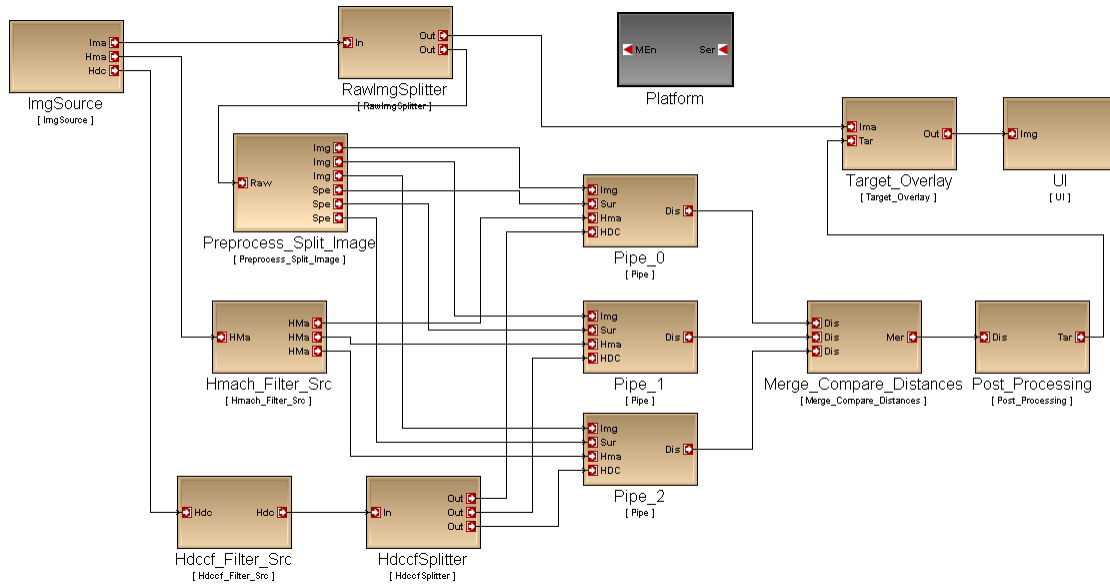 Ima
Hma
Hdc
ImgSource
[ ImgSource ]
In
Out
Out
RawImgSplitter
[ RawImgSplitter ]
MEn
Ser
Platform
Ima
Tar
Out
Target_Overlay
[ Target_Overlay ]
Img
UI
[ UI ]
Raw
Img
Img
Img
Spe
Spe
Spe
Preprocess_Split_Image
[ Preprocess_Split_Image ]
Img
Sur
Hma
HDC
Dis
Pipe_0
[ Pipe ]
HMa
HMa
HMa
HMa
Hmach_Filter_Src
[ Hmach_Filter_Src ]
Img
Sur
Hma
HDC
Dis
Pipe_1
[ Pipe ]
Dis
Dis
Dis
Mer
Merge_Compare_Distances
[ Merge_Compare_Distances ]
Dis
Tar
Post_Processing
[ Post_Processing ]
Img
Sur
Hma
HDC
Dis
Pipe_2
[ Pipe ]
Hdc
Hdc
Hdccf_Filter_Src
[ Hdccf_Filter_Src ]
In
Out
Out
Out
HdccfSplitter
[ HdccfSplitter ]